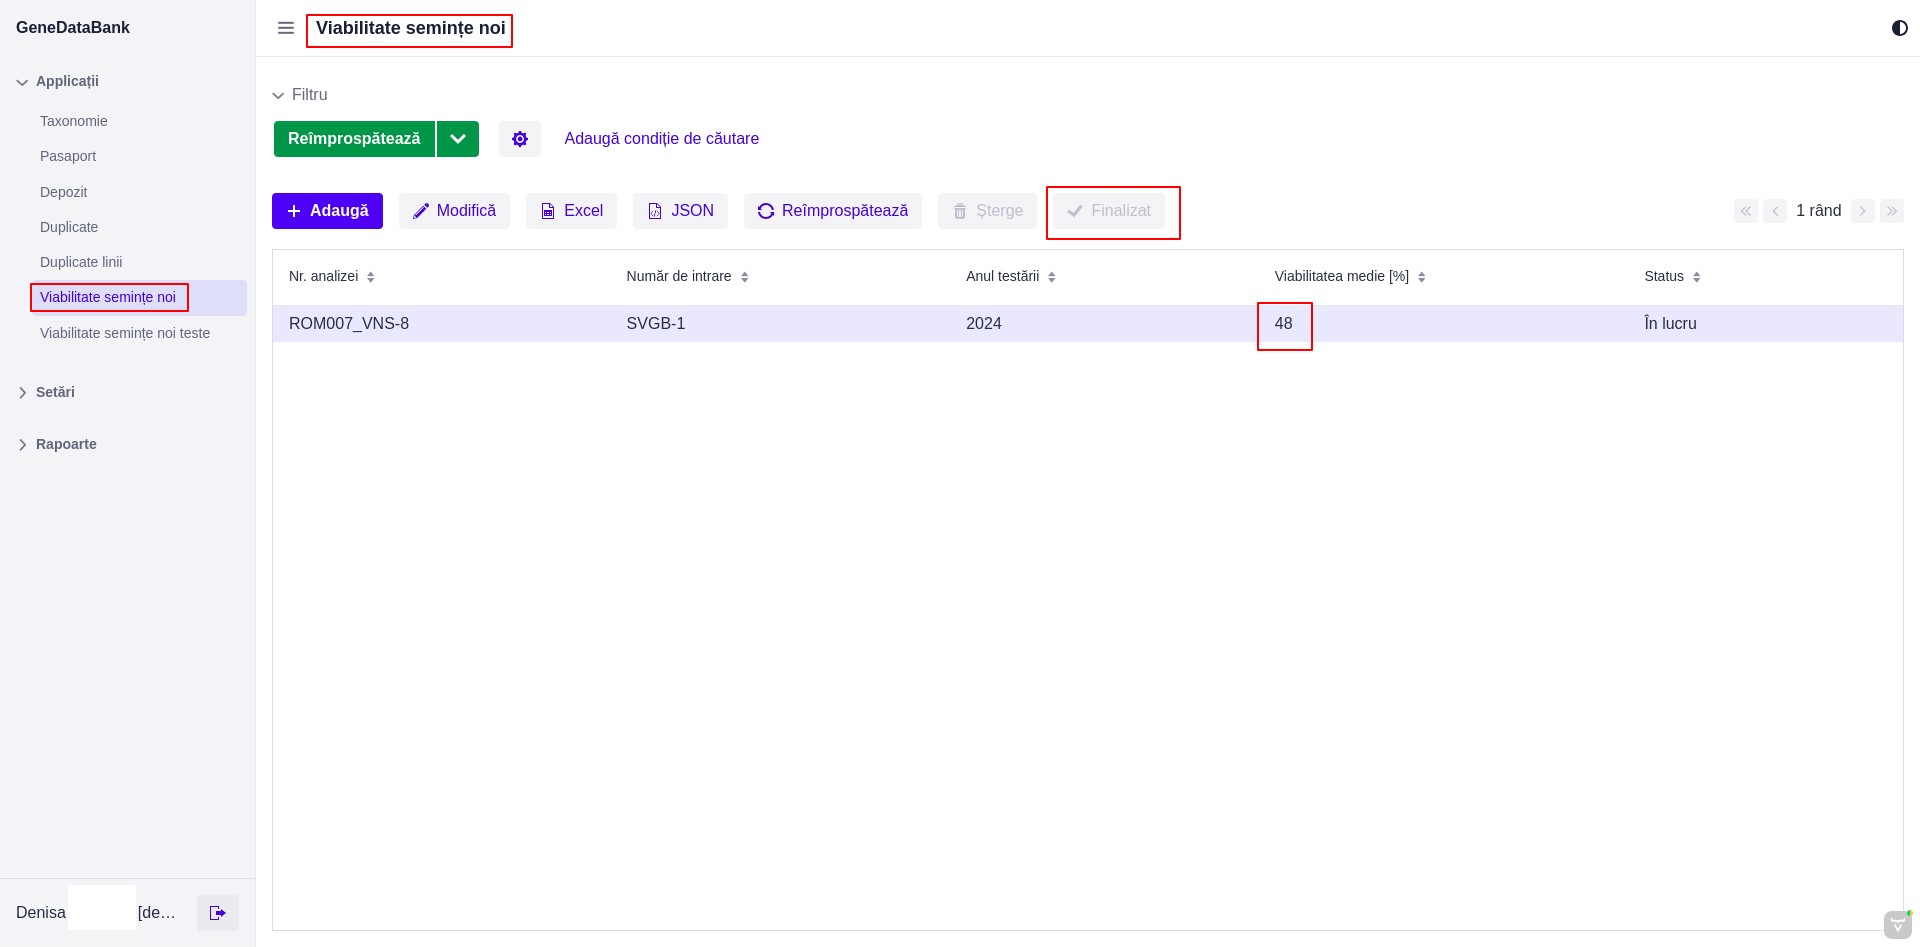 GeneDataBank
Applicații
Taxonomie
Pasaport
Depozit
Duplicate
Duplicate linii
Viabilitate semințe noi
Viabilitate semințe noi teste
Setări
Rapoarte
Denisa [de...
Viabilitate semințe noi
Filtru
Reîmprospătează Adaugă condiție de căutare
Adaugă Modifică Excel JSON Reîmprospătează Șterge Finalizat 1 rând
Nr. analizei Număr de intrare Anul testării Viabilitatea medie [%] Status
ROM007_VNS-8 SVGB-1 2024 48 În lucru